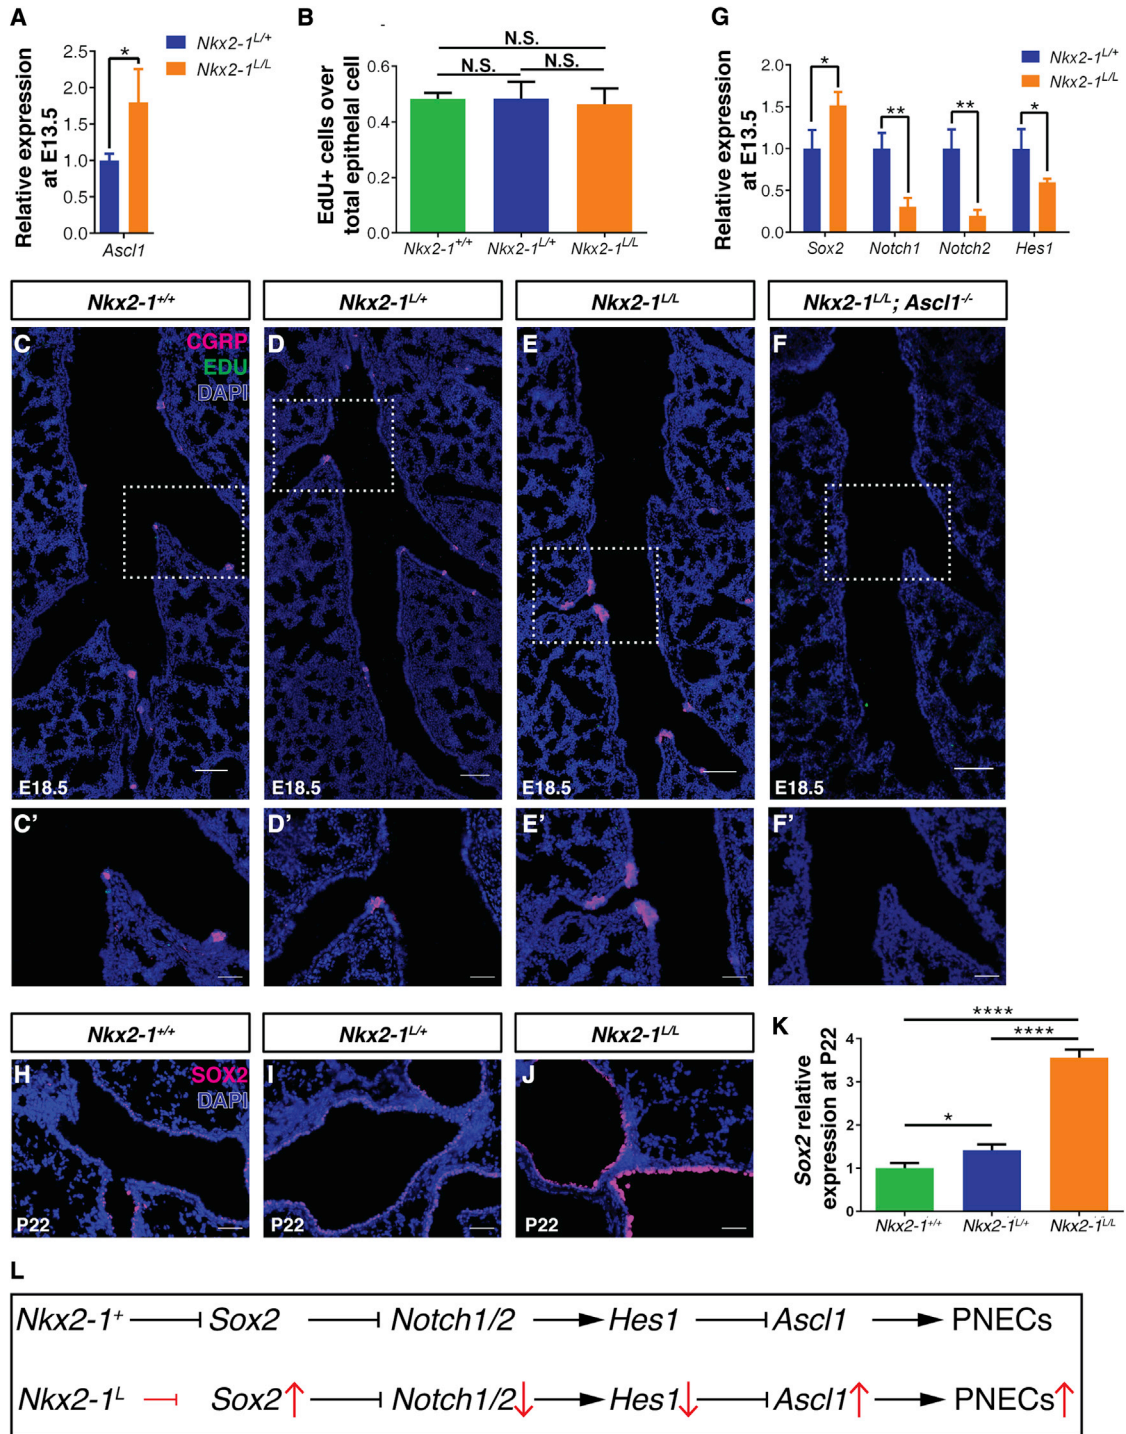 A
Relative expression
at E13.5
2.5
2.0
1.5
1.0
0.5
0.0
*
Ascl1
Nkx2-1L/+
Nkx2-1L/L
B
EdU+ cells over
total epithelial cell
0.6
0.4
0.2
0.0
N.S.
N.S.
N.S.
Nkx2-1+/+
Nkx2-1L/+
Nkx2-1L/L
G
Relative expression
at E13.5
2.0
1.5
1.0
0.5
0.0
*
**
**
*
Sox2
Notch1
Notch2
Hes1
Nkx2-1L/+
Nkx2-1L/L
Nkx2-1+/+
Nkx2-1L/+
Nkx2-1L/L
Nkx2-1L/L; Ascl1-/-
C
CGRP
EDU
DAPI
E18.5
D
E18.5
E
E18.5
F
E18.5
C'
D'
E'
F'
Nkx2-1+/+
Nkx2-1L/+
Nkx2-1L/L
H
SOX2
DAPI
P22
I
P22
J
P22
K
Sox2 relative
expression at P22
4
3
2
1
0
****
****
*
Nkx2-1+/+
Nkx2-1L/+
Nkx2-1L/L
L
Nkx2-1+ Sox2 Notch1/2 Hes1 Ascl1 PNECs
Nkx2-1L Sox2 Notch1/2 Hes1 Ascl1 PNECs